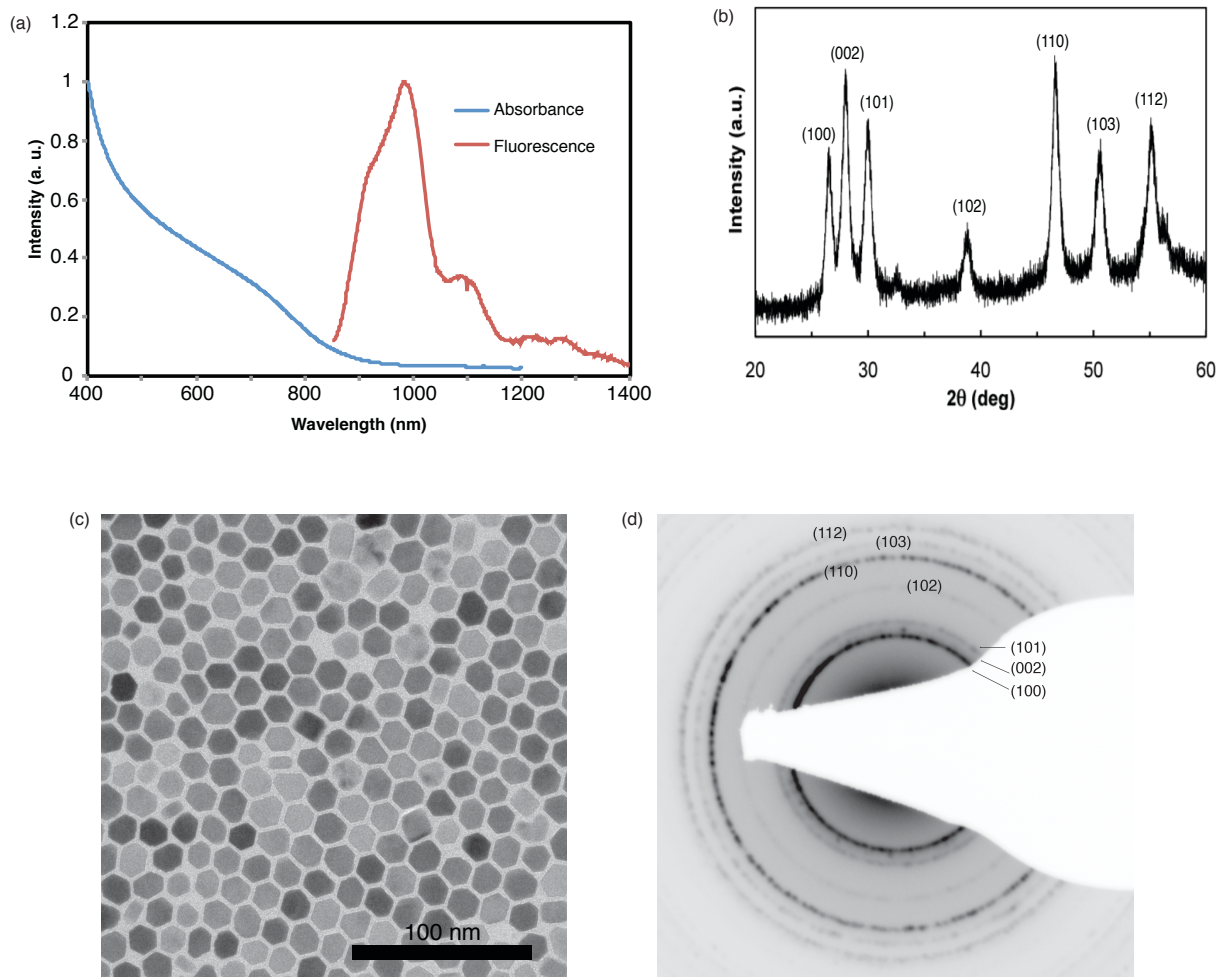 (a)
1.2
1
0.8
0.6
0.4
0.2
0
Intensity (a. u.)
Absorbance
Fluorescence
400
600
800
1000
1200
1400
Wavelength (nm)
(b)
Intensity (a.u.)
(100)
(002)
(101)
(102)
(110)
(103)
(112)
20
30
40
50
60
2θ (deg)
(c)
100 nm
(d)
(112)
(103)
(110)
(102)
(101)
(002)
(100)